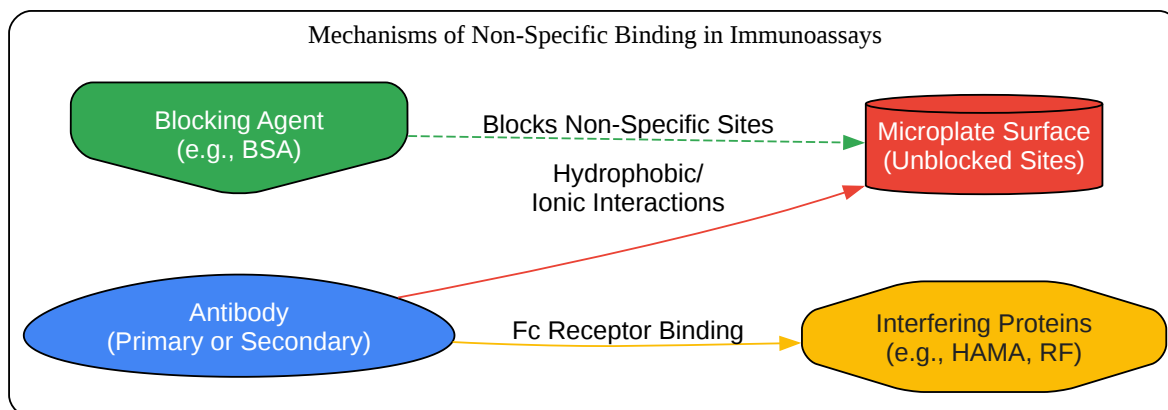 Mechanisms of Non-Specific Binding in Immunoassays
Blocking Agent
(e.g., BSA)
Blocks Non-Specific Sites
Microplate Surface
(Unblocked Sites)
Hydrophobic/
Ionic Interactions
Antibody
(Primary or Secondary)
Fc Receptor Binding
Interfering Proteins
(e.g., HAMA, RF)